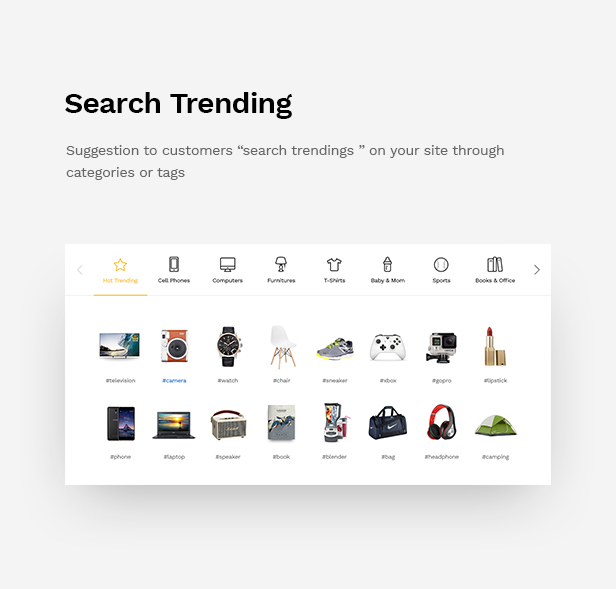 Search Trending
Suggestion to customers “search trendings ” on your site through
categories or tags
Hot Trending Cell Phones Computers Furnitures T-Shirts Baby & Mom Sports Books & Office
#television #camera #watch #chair #sneaker #xbox #gopro #lipstick
#phone #laptop #speaker #book #blender #bag #headphone #camping